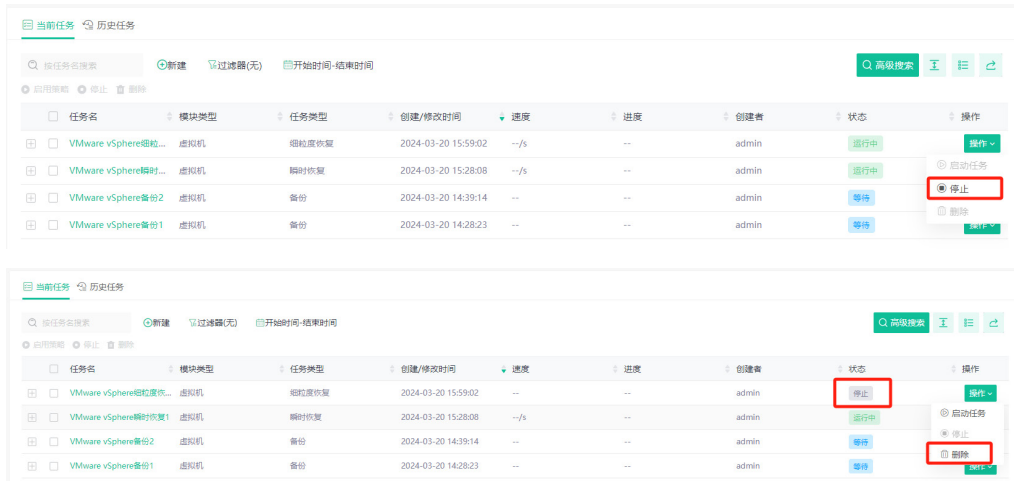 当前任务 历史任务
按任务名搜索 新建 过滤器(无) 开始时间-结束时间 高级搜索
启用策略 停止 删除
任务名 模块类型 任务类型 创建/修改时间 速度 进度 创建者 状态 操作
VMware vSphere细粒... 虚拟机 细粒度恢复 2024-03-20 15:59:02 --/s -- admin 运行中 操作
启动任务
VMware vSphere瞬时... 虚拟机 瞬时恢复 2024-03-20 15:28:08 --/s -- admin 运行中
停止
VMware vSphere备份2 虚拟机 备份 2024-03-20 14:39:14 -- -- admin 等待
删除
VMware vSphere备份1 虚拟机 备份 2024-03-20 14:28:23 -- -- admin 等待 操作
当前任务 历史任务
按任务名搜索 新建 过滤器(无) 开始时间-结束时间 高级搜索
启用策略 停止 删除
任务名 模块类型 任务类型 创建/修改时间 速度 进度 创建者 状态 操作
VMware vSphere细粒度恢... 虚拟机 细粒度恢复 2024-03-20 15:59:02 -- -- admin 停止 操作
VMware vSphere瞬时恢复1 虚拟机 瞬时恢复 2024-03-20 15:28:08 --/s -- admin 运行中 启动任务
VMware vSphere备份2 虚拟机 备份 2024-03-20 14:39:14 -- -- admin 等待 停止
删除
VMware vSphere备份1 虚拟机 备份 2024-03-20 14:28:23 -- -- admin 等待 操作